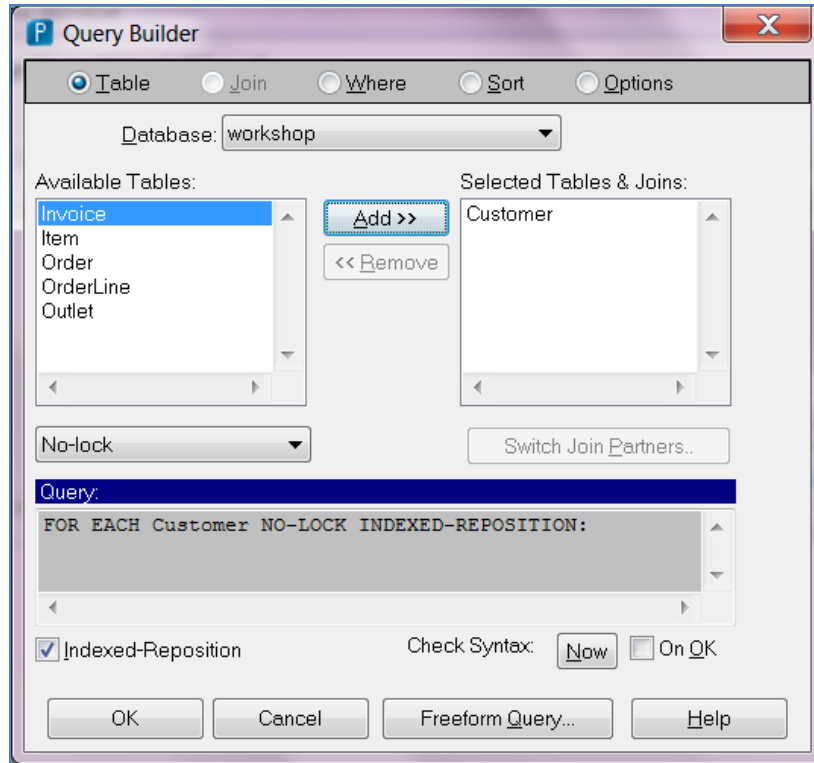 P Query Builder X
Table Join Where Sort Options
Database: workshop
Available Tables:
Selected Tables & Joins:
Invoice
Item
Order
OrderLine
Outlet
Add >>
<< Remove
Customer
No-lock
Switch Join Partners..
Query:
FOR EACH Customer NO-LOCK INDEXED-REPOSITION:
Indexed-Reposition
Check Syntax: Now On OK
OK Cancel Freeform Query... Help